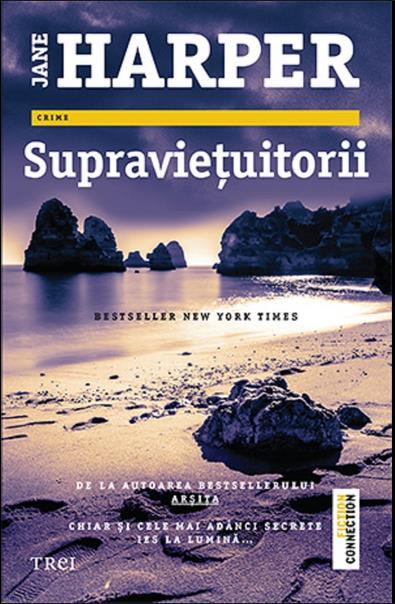 JANE
HARPER
CRIME
Supraviețuitorii
BESTSELLER NEW YORK TIMES
DE LA AUTOAREA BESTSELLERULUI
ARȘIȚA
CHIAR ȘI CELE MAI ADÂNCI SECRETE
IES LA LUMINĂ...
FICTION
CONNECTION
TREI